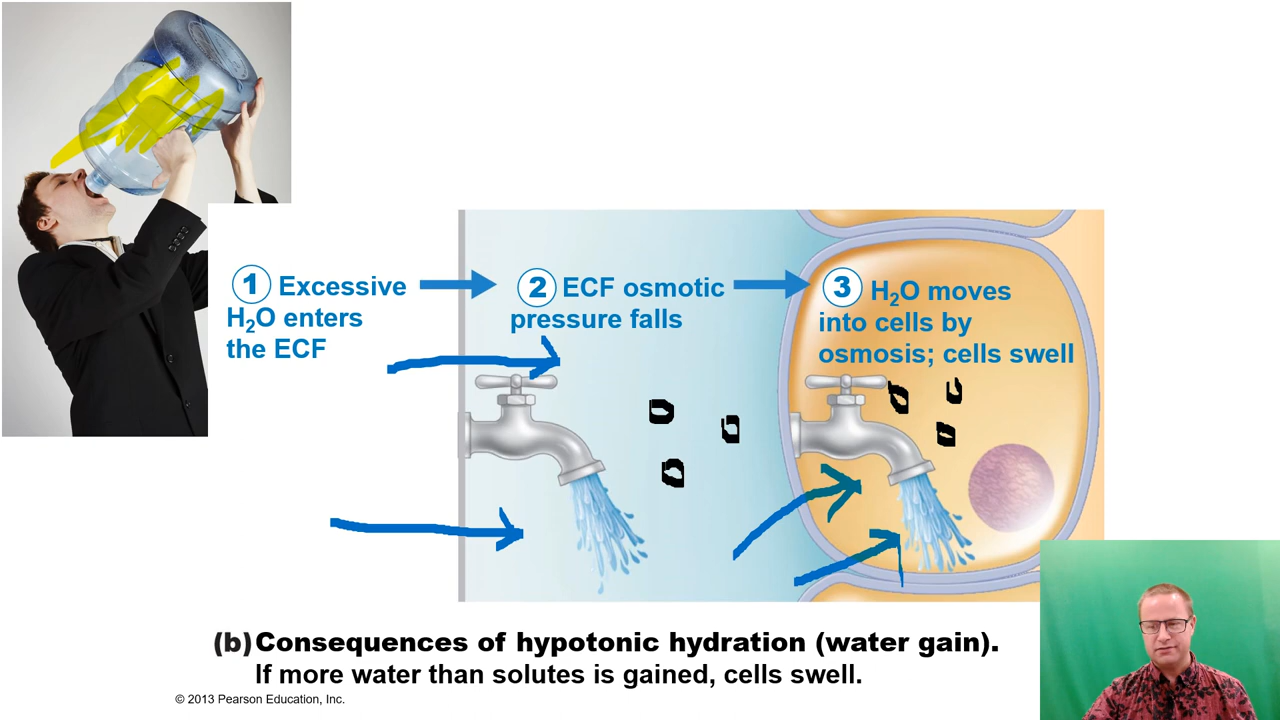 1 Excessive
H₂O enters
the ECF
2 ECF osmotic
pressure falls
3 H₂O moves
into cells by
osmosis; cells swell
(b) Consequences of hypotonic hydration (water gain).
If more water than solutes is gained, cells swell.
© 2013 Pearson Education, Inc.